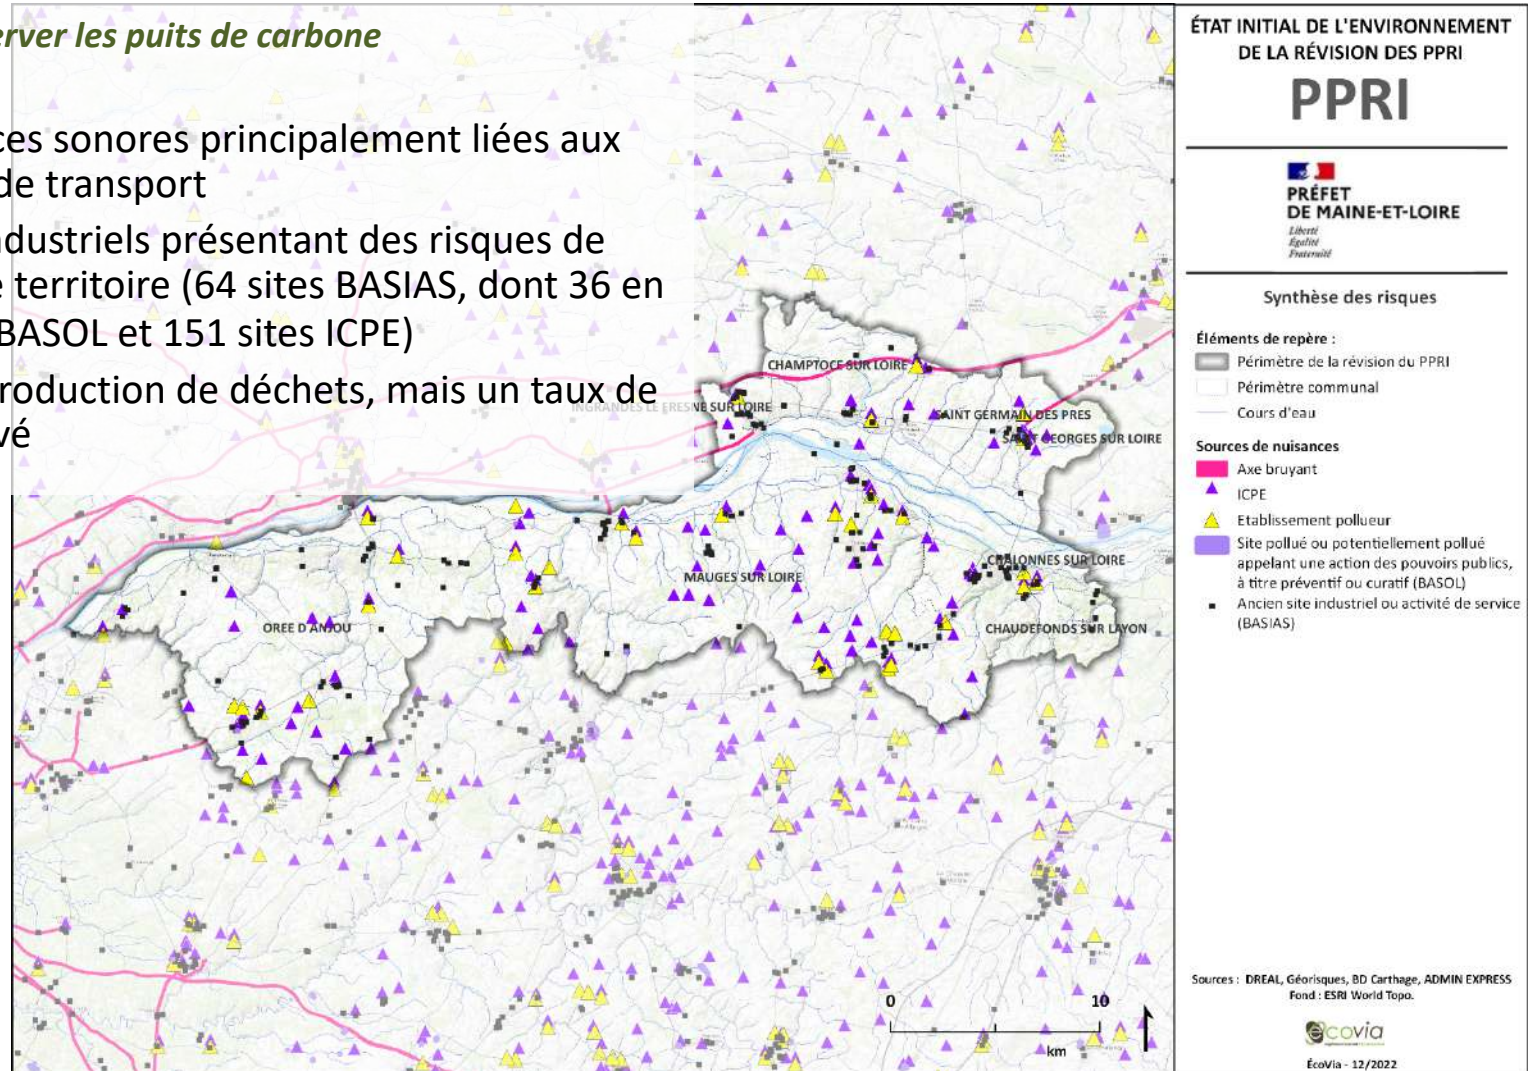 erver les puits de carbone
ces sonores principalement liées aux
de transport
ndustriels présentant des risques de
e territoire (64 sites BASIAS, dont 36 en
BASOL et 151 sites ICPE)
roduction de déchets, mais un taux de
vé
CHAMPTOCE SUR LOIRE
INGRANDES LE FRESNE SUR LOIRE
SAINT GERMAIN DES PRES
SAINT GEORGES SUR LOIRE
CHALONNES SUR LOIRE
MAUGES SUR LOIRE
OREE D'ANJOU
CHAUDEFONDS SUR LAYON
0 10
km
ÉTAT INITIAL DE L'ENVIRONNEMENT
DE LA RÉVISION DES PPRI
PPRI
PRÉFET
DE MAINE-ET-LOIRE
Liberté
Égalité
Fraternité
Synthèse des risques
Éléments de repère :
Périmètre de la révision du PPRI
Périmètre communal
Cours d'eau
Sources de nuisances
Axe bruyant
ICPE
Etablissement pollueur
Site pollué ou potentiellement pollué
appelant une action des pouvoirs publics,
à titre préventif ou curatif (BASOL)
Ancien site industriel ou activité de service
(BASIAS)
Sources : DREAL, Géorisques, BD Carthage, ADMIN EXPRESS
Fond : ESRI World Topo.
écovia
ÉcoVia - 12/2022